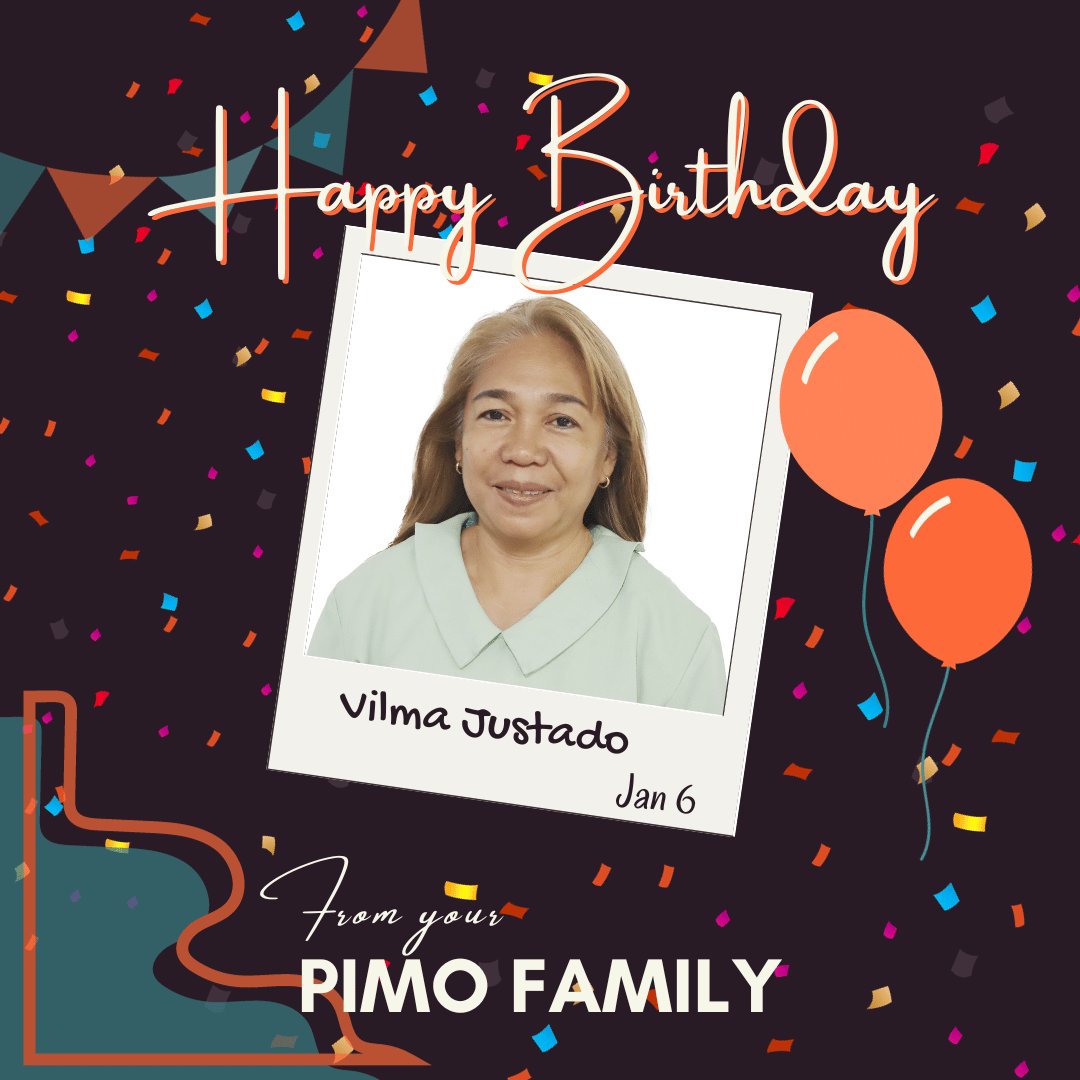 Happy Birthday
Vilma Justado
Jan 6
From your
PIMO FAMILY